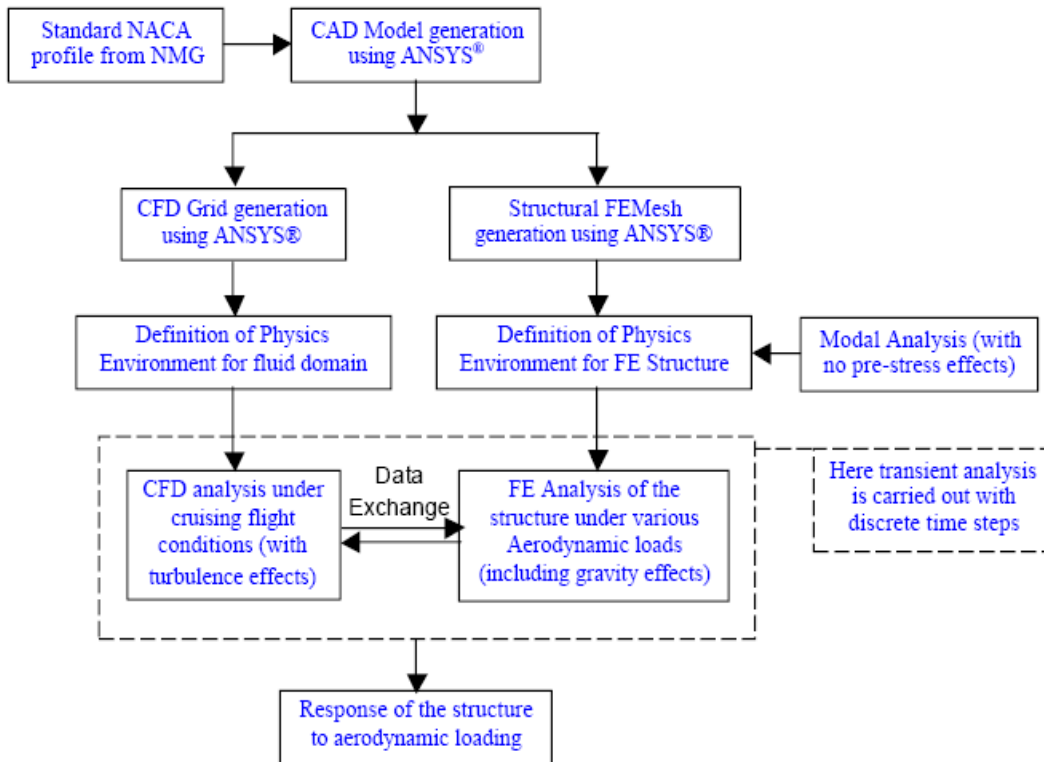 Standard NACA
profile from NMG
CAD Model generation
using ANSYS®
CFD Grid generation
using ANSYS®
Structural FEMesh
generation using ANSYS®
Definition of Physics
Environment for fluid domain
Definition of Physics
Environment for FE Structure
Modal Analysis (with
no pre-stress effects)
CFD analysis under
cruising flight
conditions (with
turbulence effects)
Data
Exchange
FE Analysis of the
structure under various
Aerodynamic loads
(including gravity effects)
Here transient analysis
is carried out with
discrete time steps
Response of the structure
to aerodynamic loading